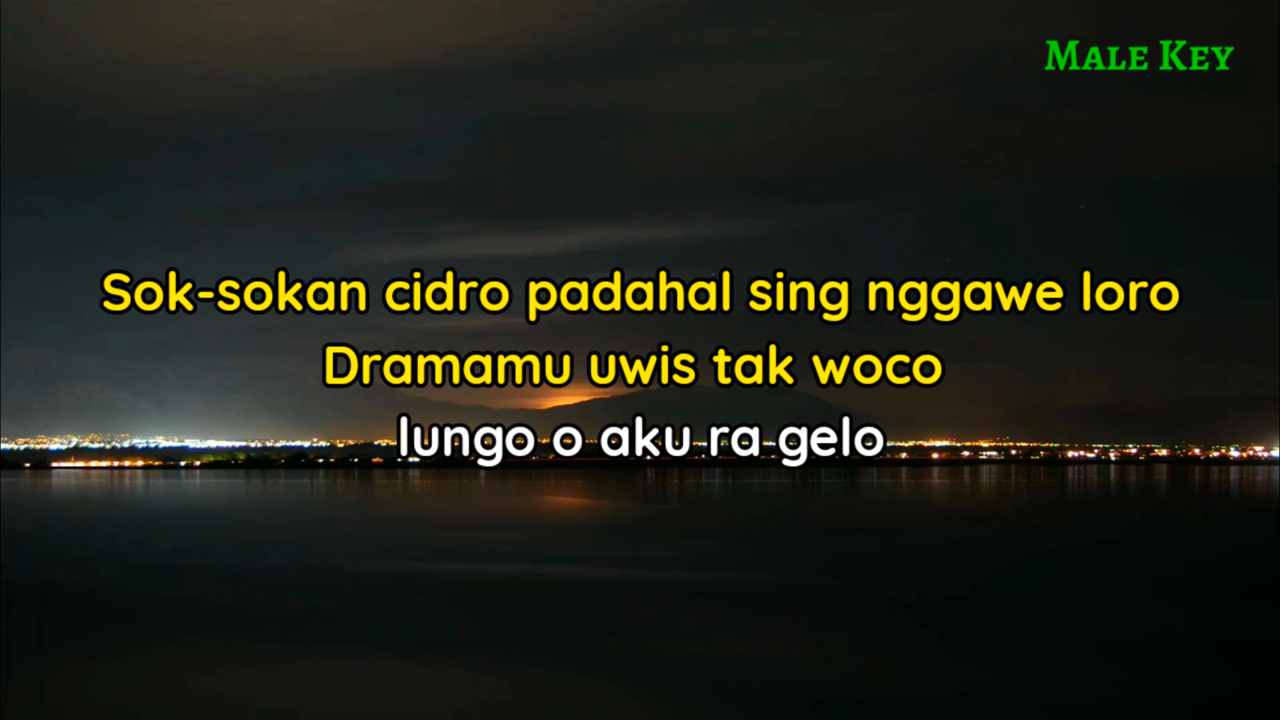 Male Key
Sok-sokan cidro padahal sing nggawe loro
Dramamu uwis tak woco
lungo o aku ra gelo